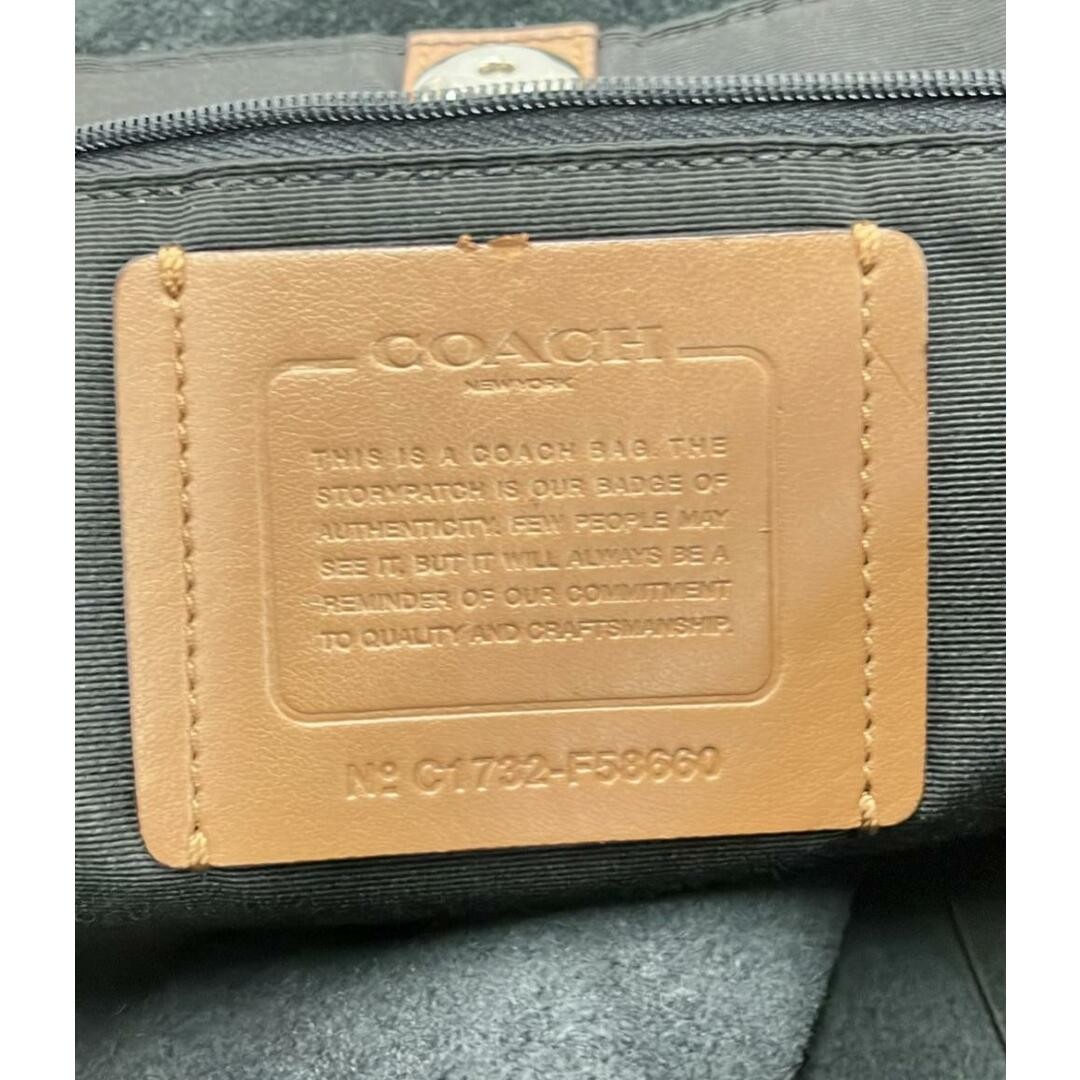 COACH
NEW YORK
THIS IS A COACH BAG. THE
STORYPATCH IS OUR BADGE OF
AUTHENTICITY. FEW PEOPLE MAY
SEE IT, BUT IT WILL ALWAYS BE A
REMINDER OF OUR COMMITMENT
TO QUALITY AND CRAFTSMANSHIP.
Nº C1732-F58660